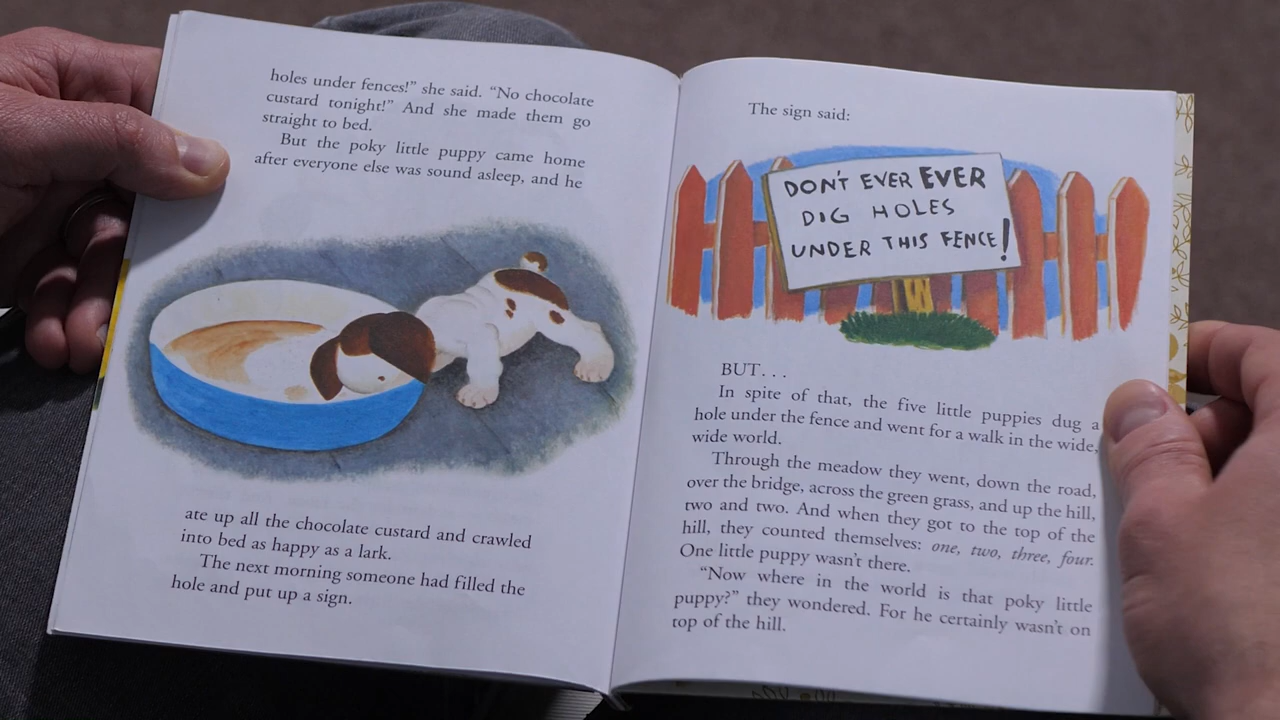 holes under fences!” she said. “No chocolate
custard tonight!” And she made them go
straight to bed.
But the poky little puppy came home
after everyone else was sound asleep, and he
ate up all the chocolate custard and crawled
into bed as happy as a lark.
The next morning someone had filled the
hole and put up a sign.
The sign said:
DON'T EVER EVER
DIG HOLES
UNDER THIS FENCE!
BUT . . .
In spite of that, the five little puppies dug a
hole under the fence and went for a walk in the wide,
wide world.
Through the meadow they went, down the road,
over the bridge, across the green grass, and up the hill,
two and two. And when they got to the top of the
hill, they counted themselves: one, two, three, four.
One little puppy wasn’t there.
“Now where in the world is that poky little
puppy?” they wondered. For he certainly wasn’t on
top of the hill.